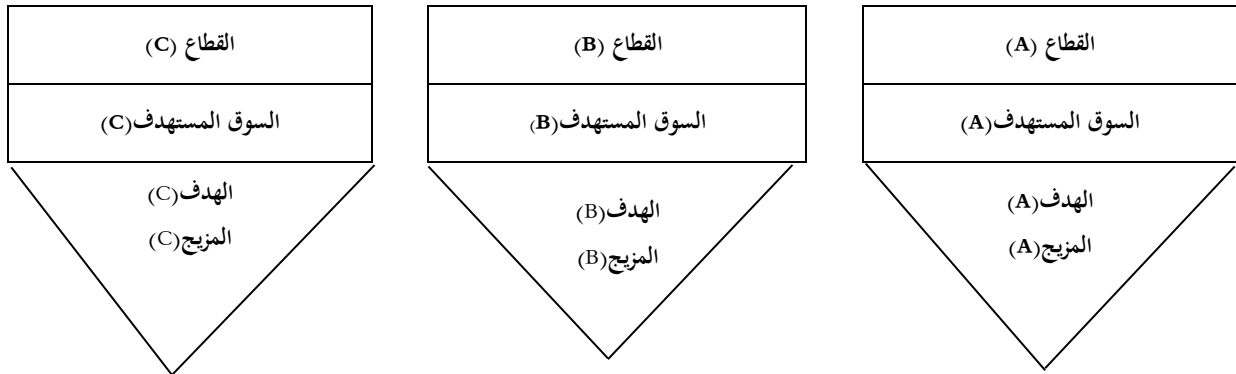 القطاع (A)
السوق المستهدف(A)
الهدف(A)
المزيج(A)
القطاع (B)
السوق المستهدف(B)
الهدف(B)
المزيج(B)
القطاع (C)
السوق المستهدف(C)
الهدف(C)
المزيج(C)